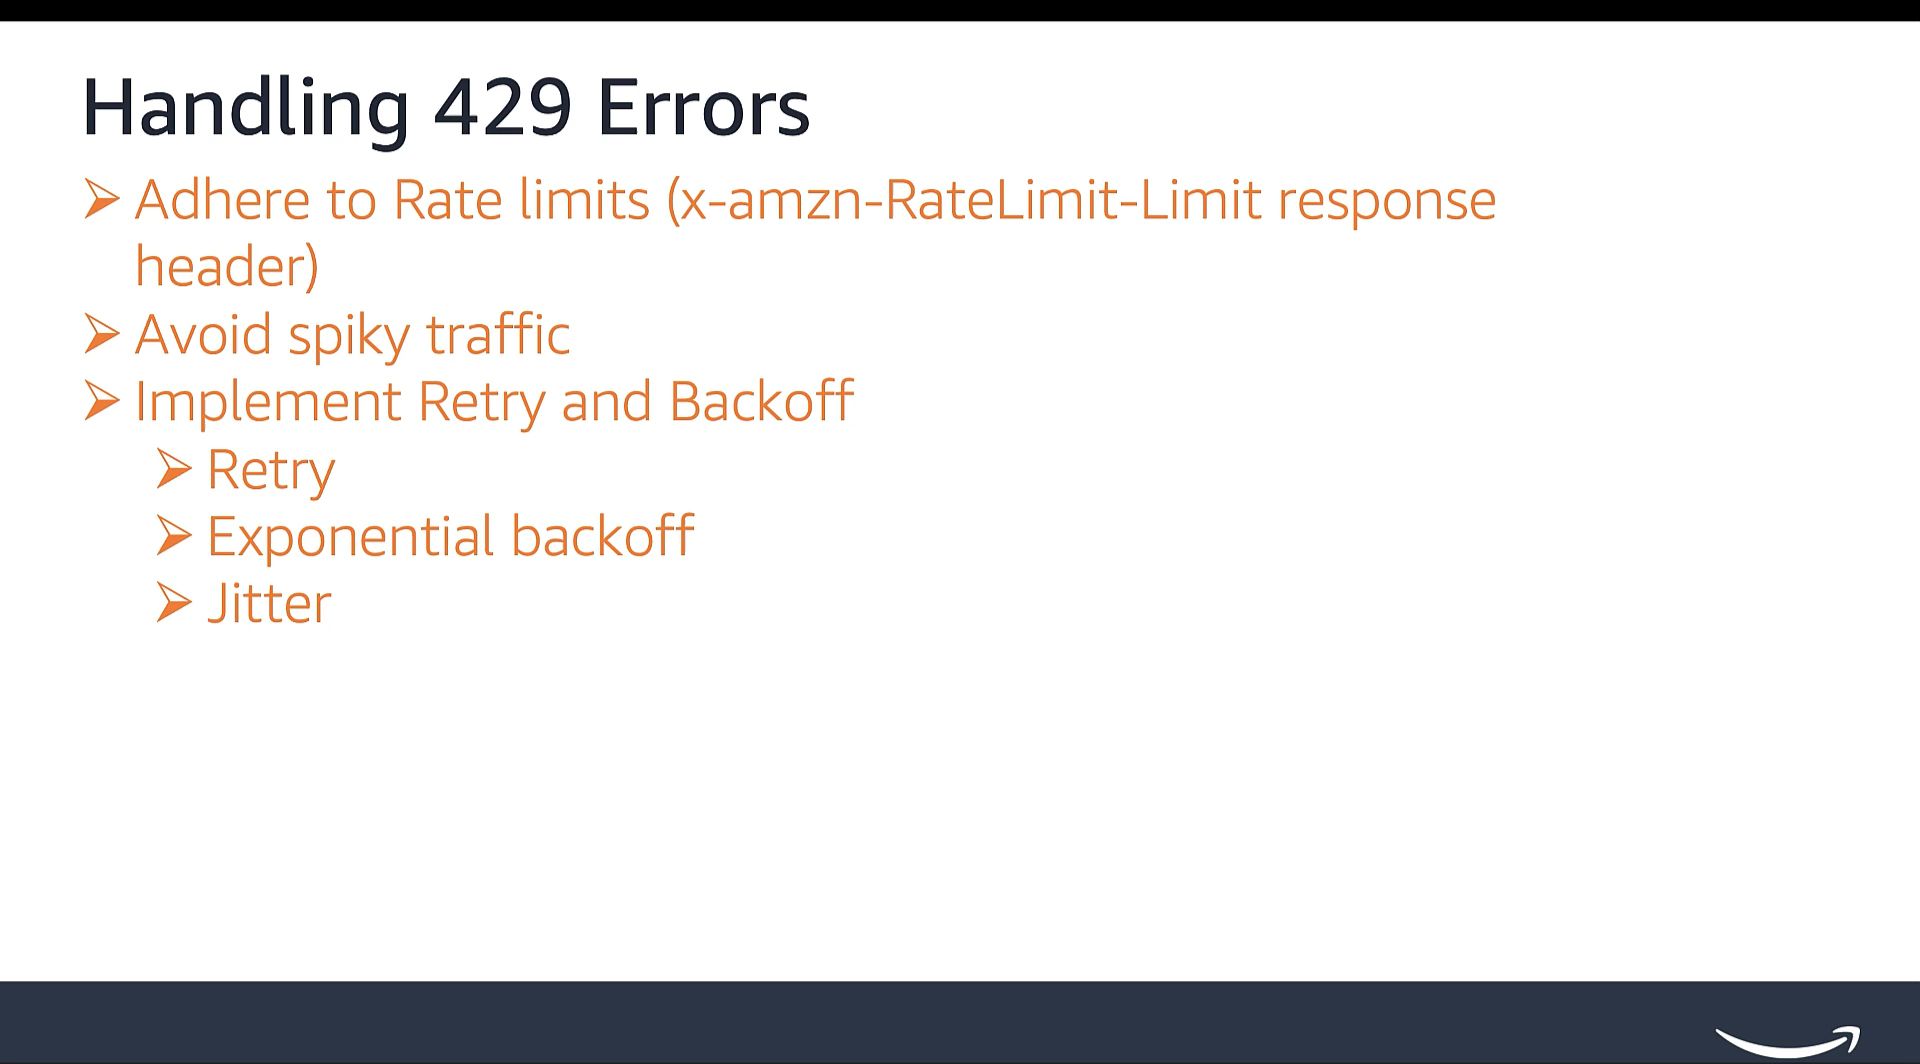 Handling 429 Errors
➢ Adhere to Rate limits (x-amzn-RateLimit-Limit response
header)
➢ Avoid spiky traffic
➢ Implement Retry and Backoff
➢ Retry
➢ Exponential backoff
➢ Jitter